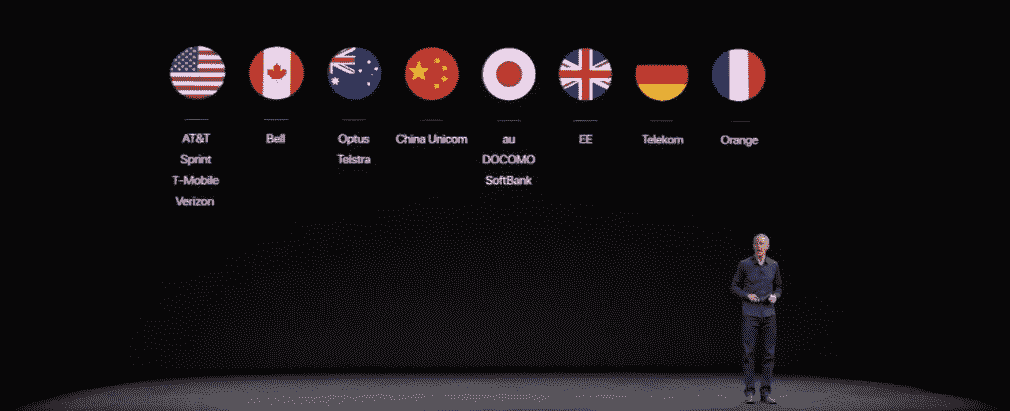 AT&T
Sprint
T-Mobile
Verizon
Bell
Optus
Telstra
China Unicom
au
DOCOMO
SoftBank
EE
Telekom
Orange